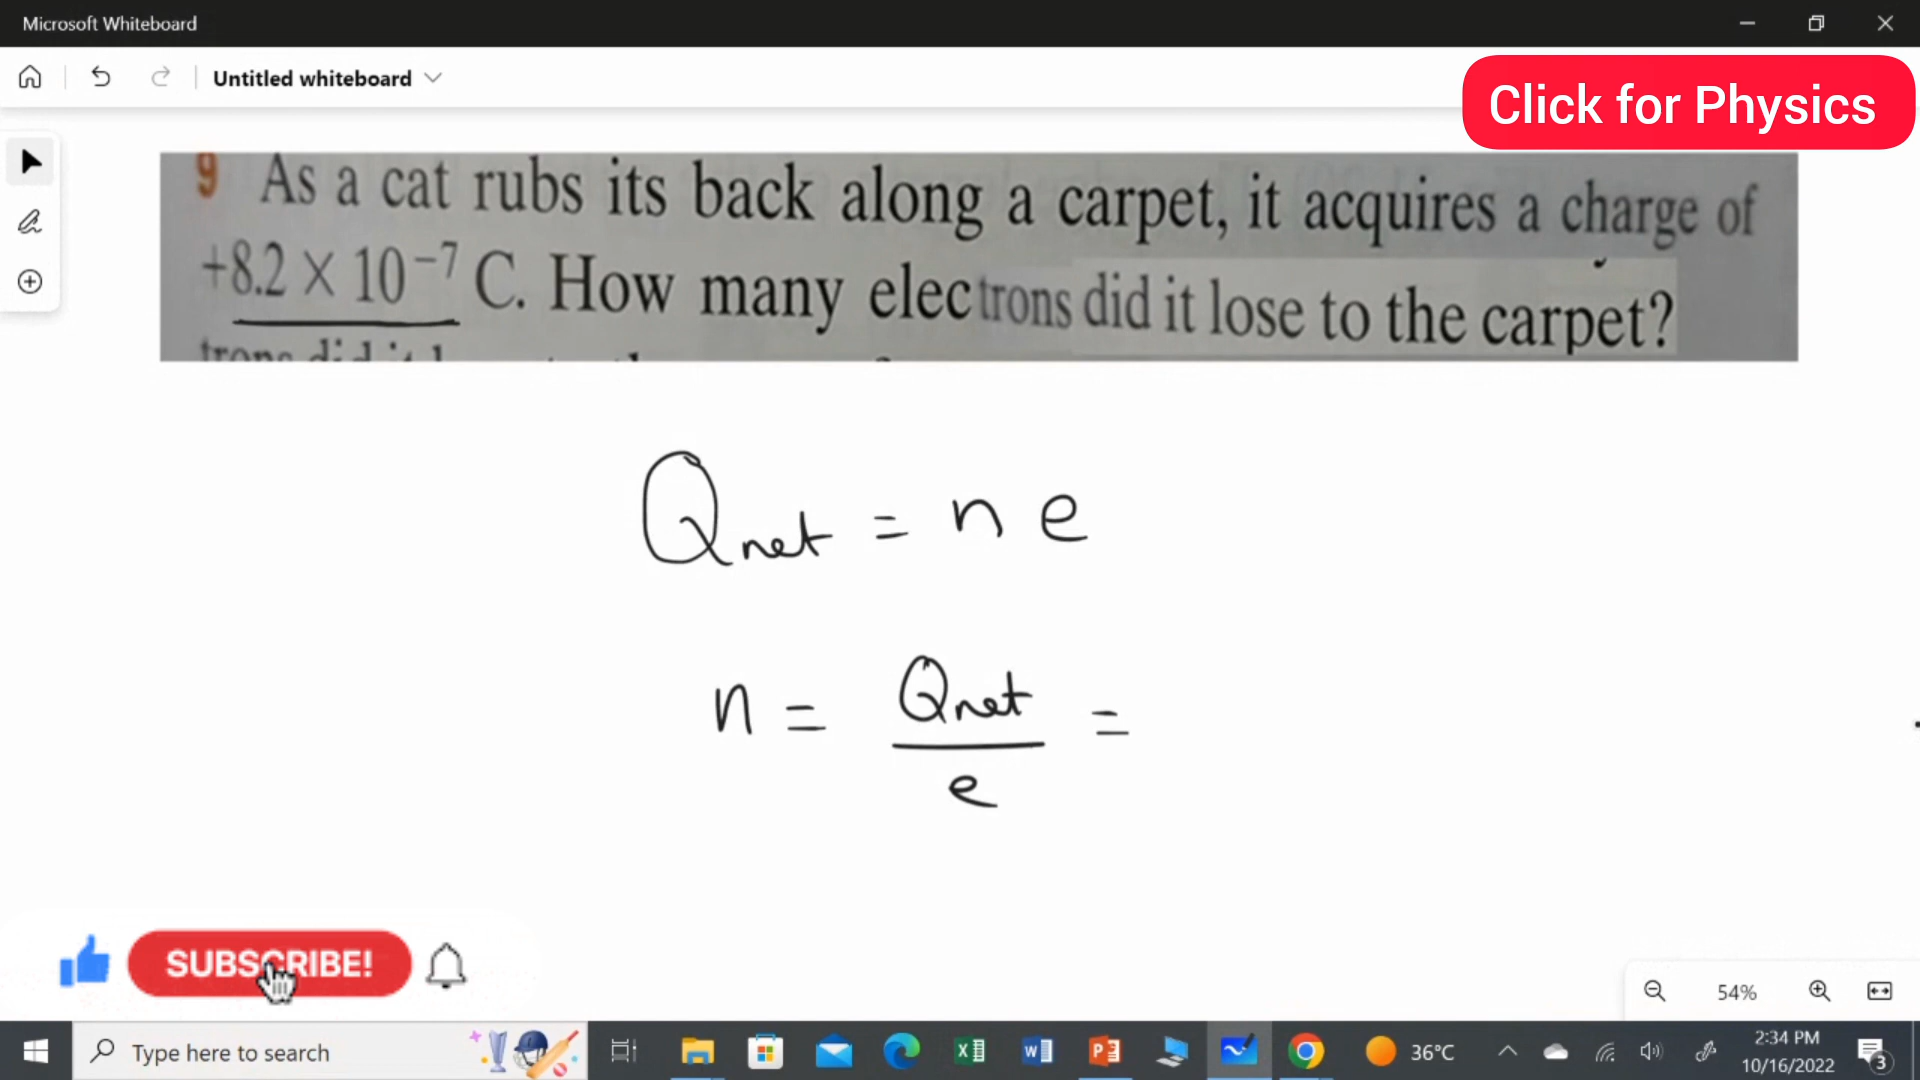 Microsoft Whiteboard
Untitled whiteboard
Click for Physics
9 As a cat rubs its back along a carpet, it acquires a charge of
+8.2 × 10⁻⁷ C. How many electrons did it lose to the carpet?
Qnet = n e
n = Qnet / e =
SUBSCRIBE!
54%
Type here to search
36°C
2:34 PM
10/16/2022
3